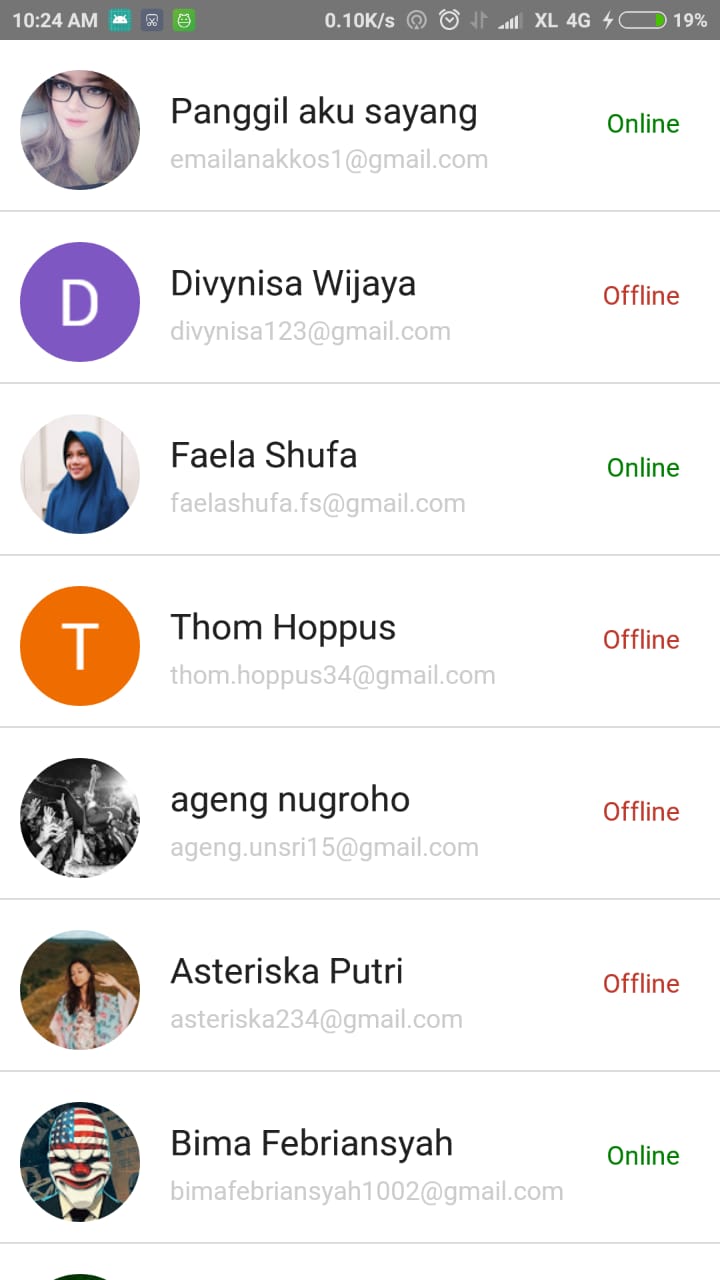 10:24 AM 0.10K/s XL 4G 19%
Panggil aku sayang
emailanakkos1@gmail.com
Online
D
Divynisa Wijaya
divynisa123@gmail.com
Offline
Faela Shufa
faelashufa.fs@gmail.com
Online
T
Thom Hoppus
thom.hoppus34@gmail.com
Offline
ageng nugroho
ageng.unsri15@gmail.com
Offline
Asteriska Putri
asteriska234@gmail.com
Offline
Bima Febriansyah
bimafebriansyah1002@gmail.com
Online